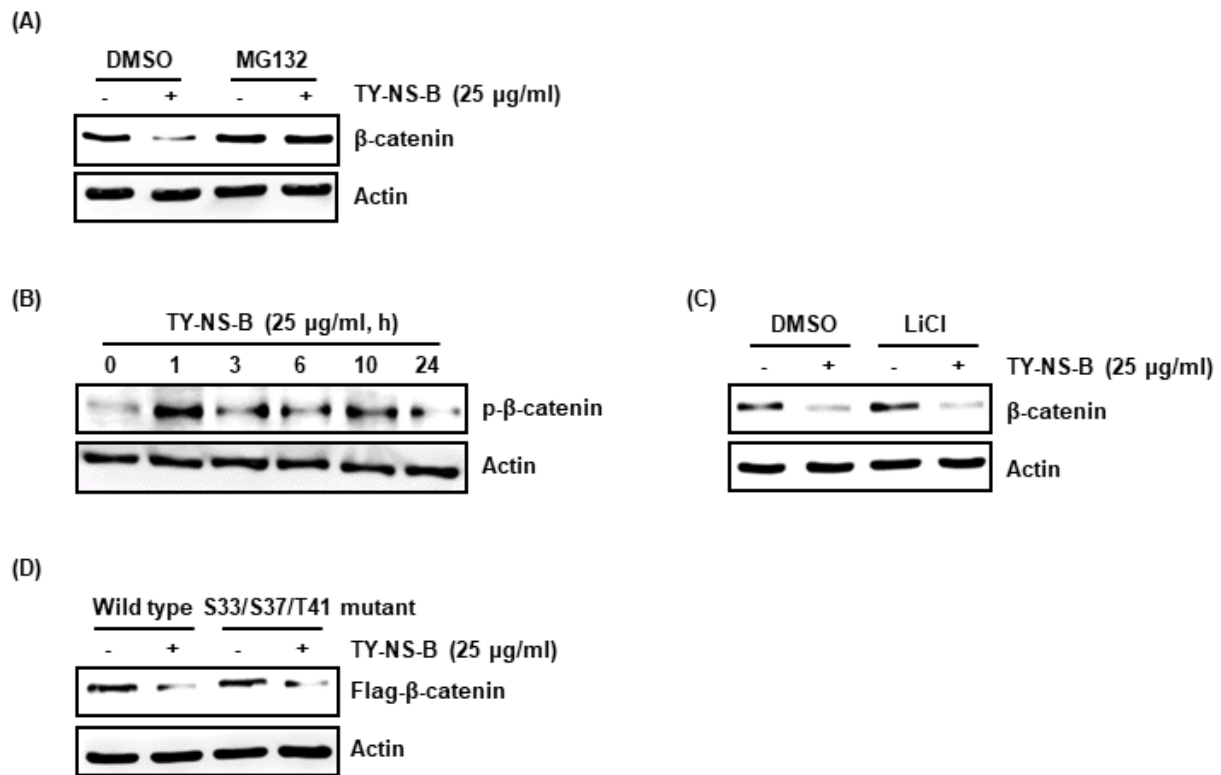 (A)
DMSO MG132
- + - + TY-NS-B (25 µg/ml)
β-catenin
Actin
(B)
TY-NS-B (25 µg/ml, h)
0 1 3 6 10 24
p-β-catenin
Actin
(C)
DMSO LiCl
- + - + TY-NS-B (25 µg/ml)
β-catenin
Actin
(D)
Wild type S33/S37/T41 mutant
- + - + TY-NS-B (25 µg/ml)
Flag-β-catenin
Actin